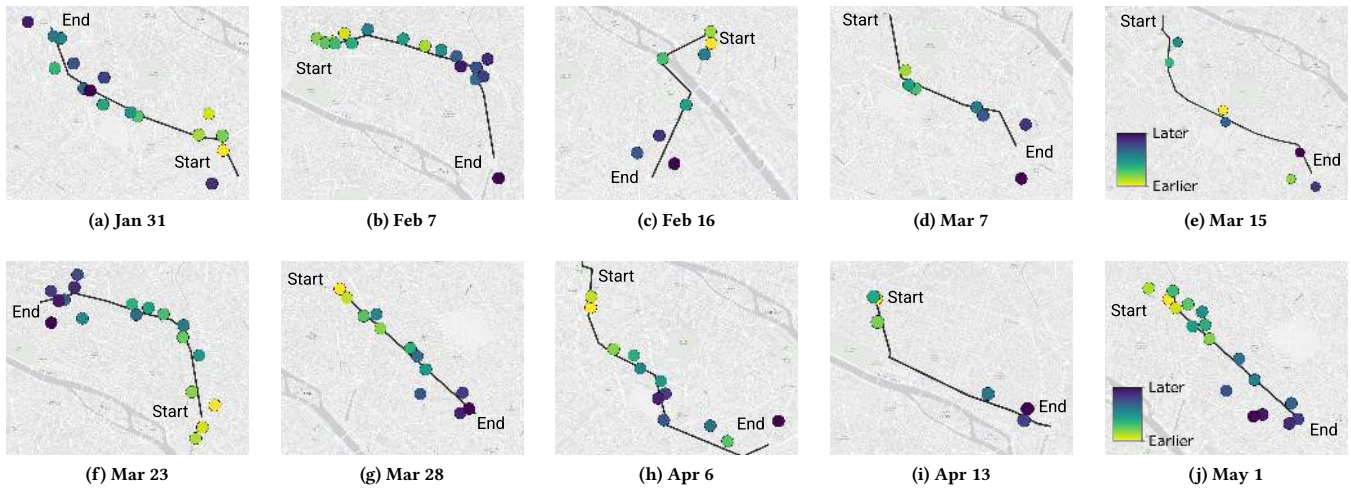 End
Start
(a) Jan 31
Start
End
(b) Feb 7
Start
End
(c) Feb 16
Start
End
(d) Mar 7
Start
Later
Earlier
End
(e) Mar 15
End
Start
(f) Mar 23
Start
End
(g) Mar 28
Start
End
(h) Apr 6
Start
End
(i) Apr 13
Start
Later
Earlier
End
(j) May 1